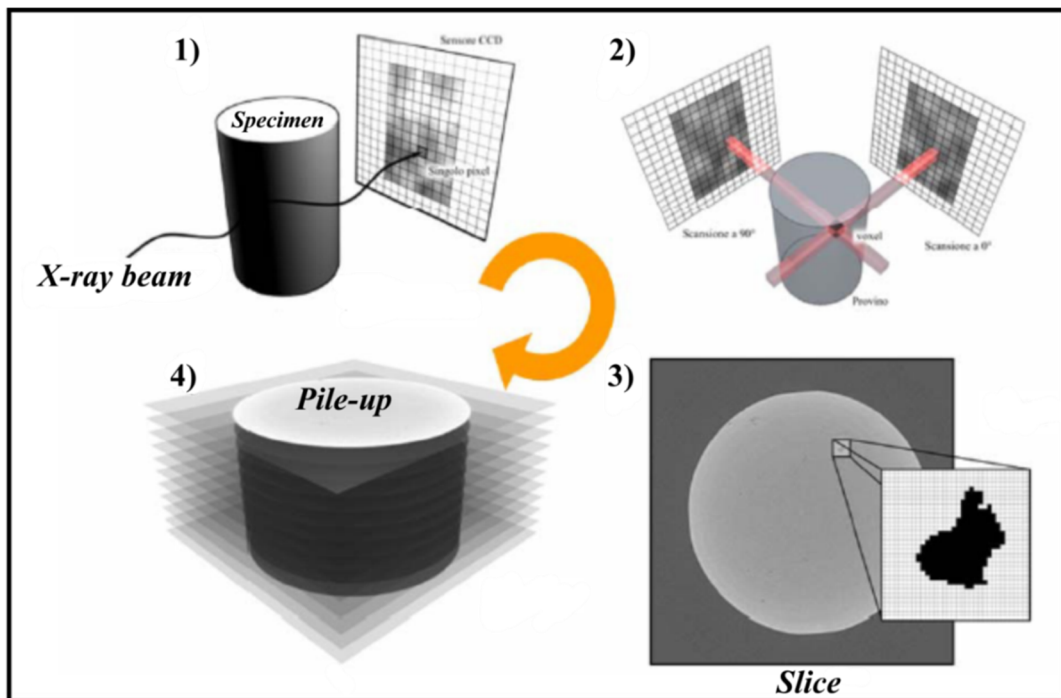 1)
Sensore CCD
Specimen
Singolo pixel
X-ray beam
2)
Scansione a 90°
voxel
Scansione a 0°
Provino
4)
Pile-up
3)
Slice